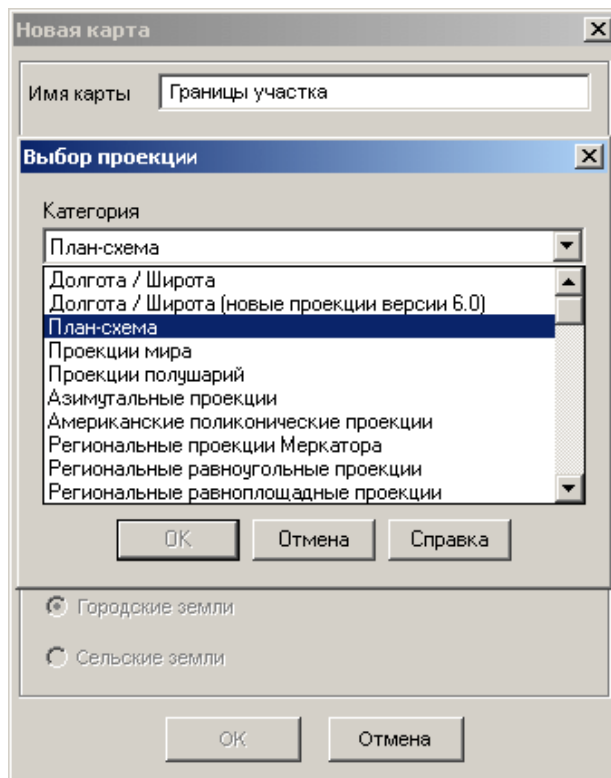 Новая карта
Имя карты Границы участка
Выбор проекции
Категория
План-схема
Долгота / Широта
Долгота / Широта (новые проекции версии 6.0)
План-схема
Проекции мира
Проекции полушарий
Азимутальные проекции
Американские поликонические проекции
Региональные проекции Меркатора
Региональные равноугольные проекции
Региональные равноплощадные проекции
OK Отмена Справка
Городские земли
Сельские земли
OK Отмена